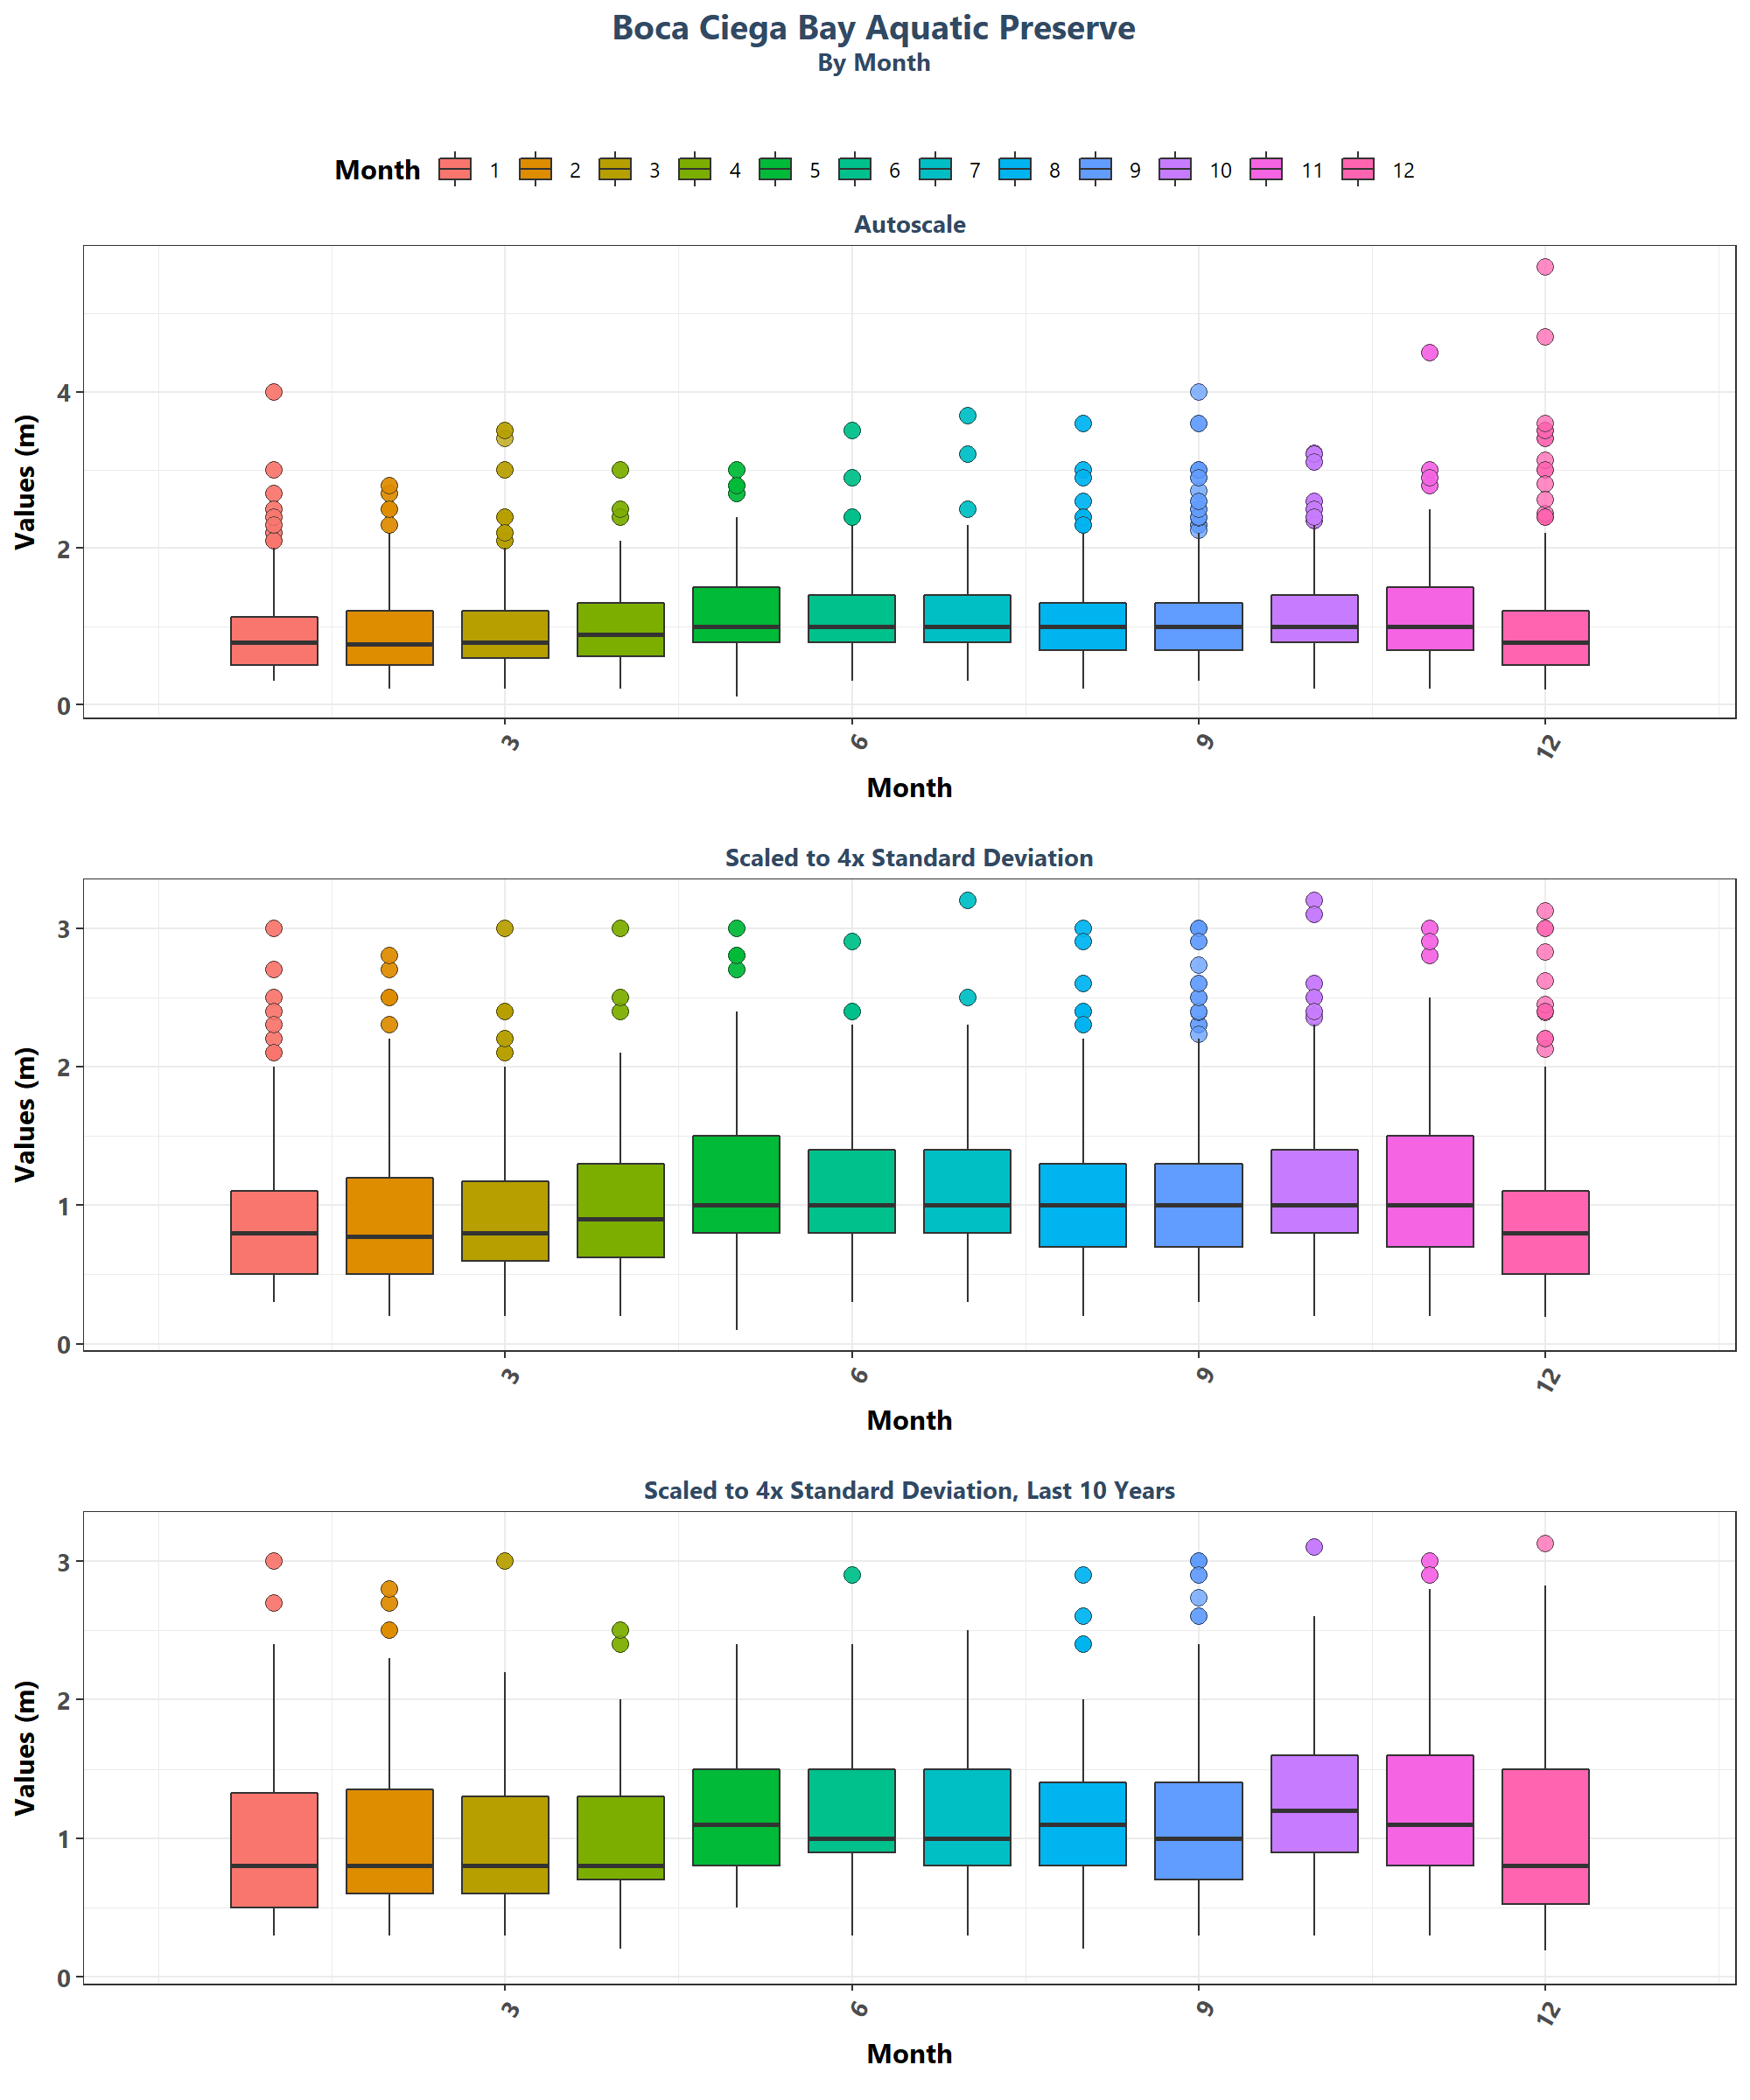 Boca Ciega Bay Aquatic Preserve
By Month
Month 1 2 3 4 5 6 7 8 9 10 11 12
Autoscale
Values (m)
4
2
0
3 6 9 12
Month
Scaled to 4x Standard Deviation
Values (m)
3
2
1
0
3 6 9 12
Month
Scaled to 4x Standard Deviation, Last 10 Years
Values (m)
3
2
1
0
3 6 9 12
Month